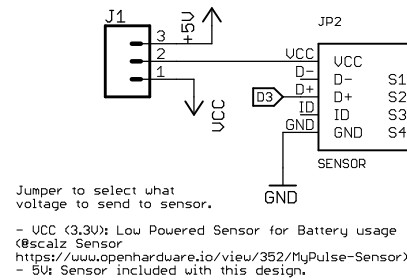 J1
JP2
+5V
3
2
1
VCC
VCC
VCC
D-
D-
S1
D3
D+
D+
S2
ID
ID
S3
GND
GND
S4
SENSOR
GND
Jumper to select what
voltage to send to sensor.
- VCC (3.3V): Low Powered Sensor for Battery usage
(@scalz Sensor
https://www.openhardware.io/view/352/MyPulse-Sensor)
- 5V: Sensor included with this design.